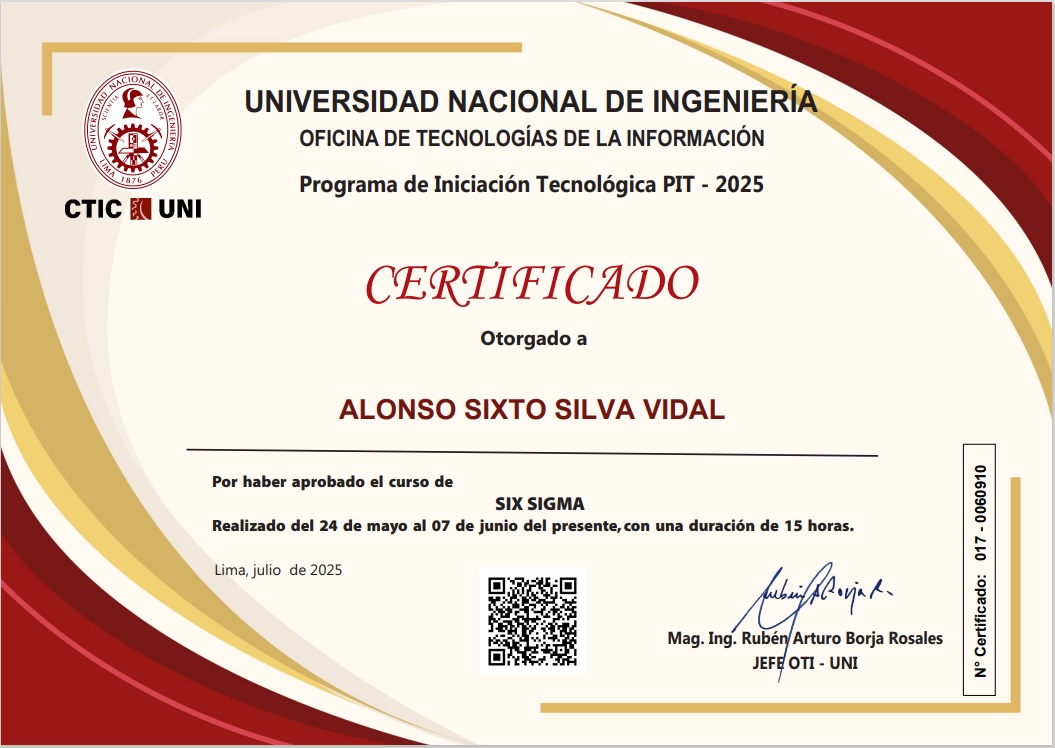 UNIVERSIDAD NACIONAL DE INGENIERIA
SCIENTIA ET LABOR
LIMA 1876 PERU
CTIC UNI
UNIVERSIDAD NACIONAL DE INGENIERÍA
OFICINA DE TECNOLOGÍAS DE LA INFORMACIÓN
Programa de Iniciación Tecnológica PIT - 2025
CERTIFICADO
Otorgado a
ALONSO SIXTO SILVA VIDAL
Por haber aprobado el curso de
SIX SIGMA
Realizado del 24 de mayo al 07 de junio del presente, con una duración de 15 horas.
Lima, julio de 2025
Mag. Ing. Rubén Arturo Borja Rosales
JEFE OTI - UNI
N° Certificado: 017 - 0060910